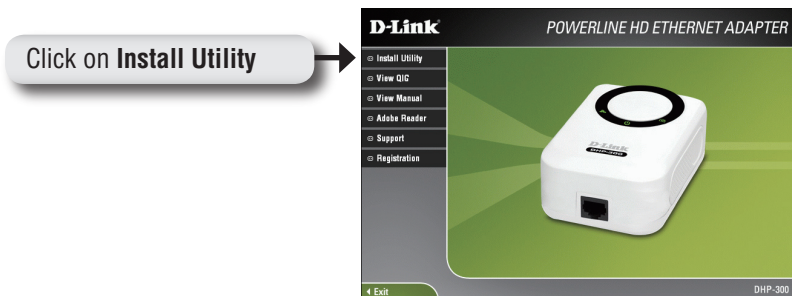 Click on Install Utility
D-Link
POWERLINE HD ETHERNET ADAPTER
Install Utility
View QIG
View Manual
Adobe Reader
Support
Registration
D-Link
DHP-300
Exit
DHP-300